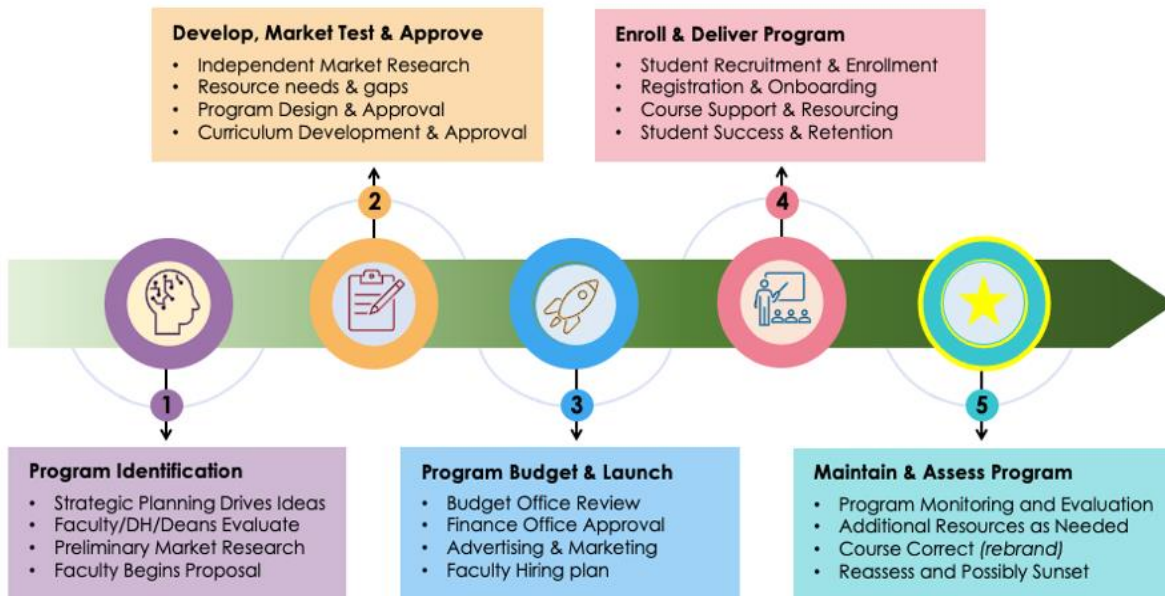 Develop, Market Test & Approve
• Independent Market Research
• Resource needs & gaps
• Program Design & Approval
• Curriculum Development & Approval
Enroll & Deliver Program
• Student Recruitment & Enrollment
• Registration & Onboarding
• Course Support & Resourcing
• Student Success & Retention
2
4
1
3
5
Program Identification
• Strategic Planning Drives Ideas
• Faculty/DH/Deans Evaluate
• Preliminary Market Research
• Faculty Begins Proposal
Program Budget & Launch
• Budget Office Review
• Finance Office Approval
• Advertising & Marketing
• Faculty Hiring plan
Maintain & Assess Program
• Program Monitoring and Evaluation
• Additional Resources as Needed
• Course Correct (rebrand)
• Reassess and Possibly Sunset